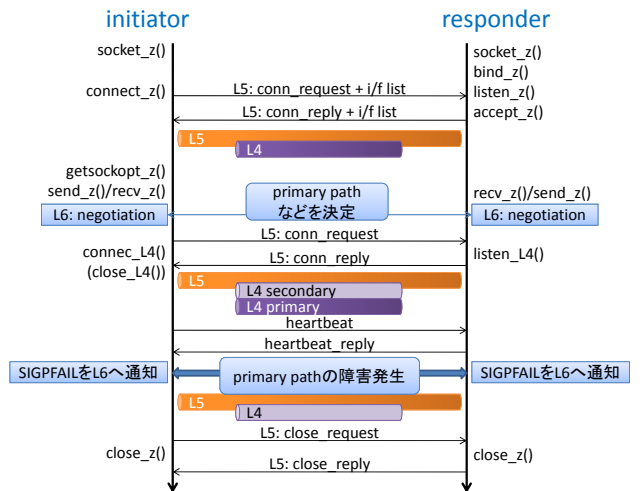 initiator
responder
socket_z()
socket_z()
bind_z()
connect_z()
L5: conn_request + i/f list
listen_z()
L5: conn_reply + i/f list
accept_z()
L5
L4
getsockopt_z()
send_z()/recv_z()
primary path
などを決定
recv_z()/send_z()
L6: negotiation
L6: negotiation
L5: conn_request
connec_L4()
(close_L4())
L5: conn_reply
listen_L4()
L5
L4 secondary
L4 primary
heartbeat
heartbeat_reply
SIGPFAILをL6へ通知
primary pathの障害発生
SIGPFAILをL6へ通知
L5
L4
L5: close_request
close_z()
close_z()
L5: close_reply